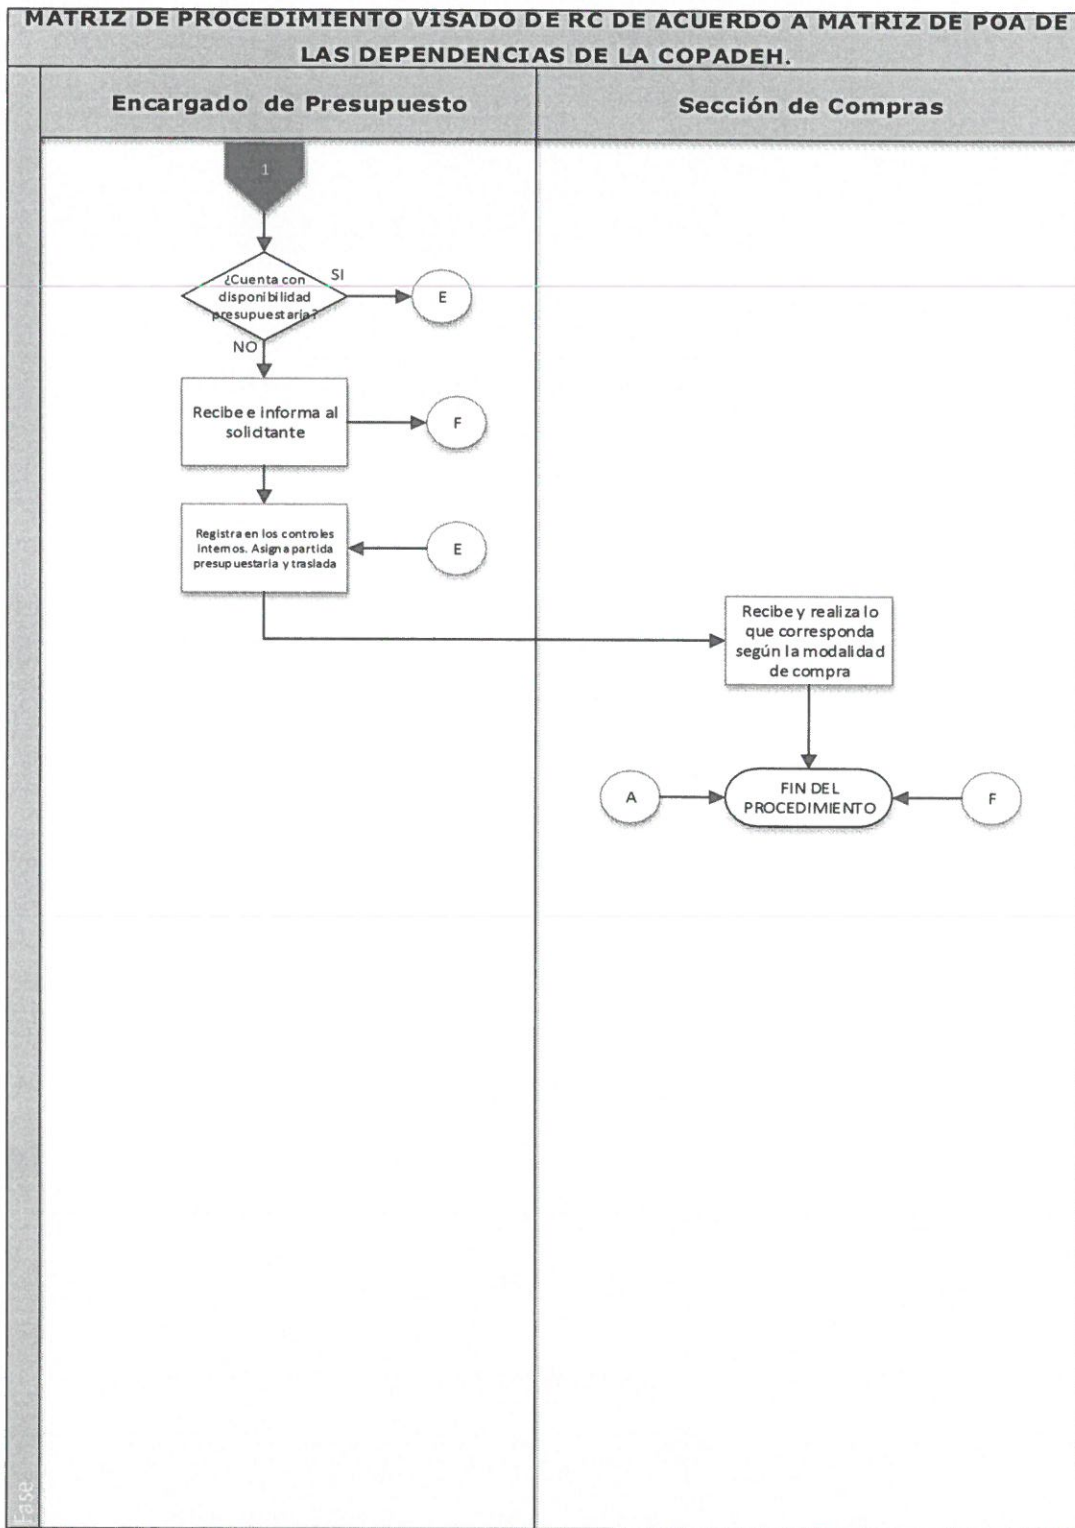 MATRIZ DE PROCEDIMIENTO VISADO DE RC DE ACUERDO A MATRIZ DE POA DE
LAS DEPENDENCIAS DE LA COPADEH.
Encargado de Presupuesto
Sección de Compras
1
¿Cuenta con
disponibilidad
presupuestaria?
SI
E
NO
Recibe e informa al
solicitante
F
Registra en los controles
internos. Asigna partida
presupuestaria y traslada
E
Recibe y realiza lo
que corresponda
según la modalidad
de compra
A
FIN DEL
PROCEDIMIENTO
F
Fase